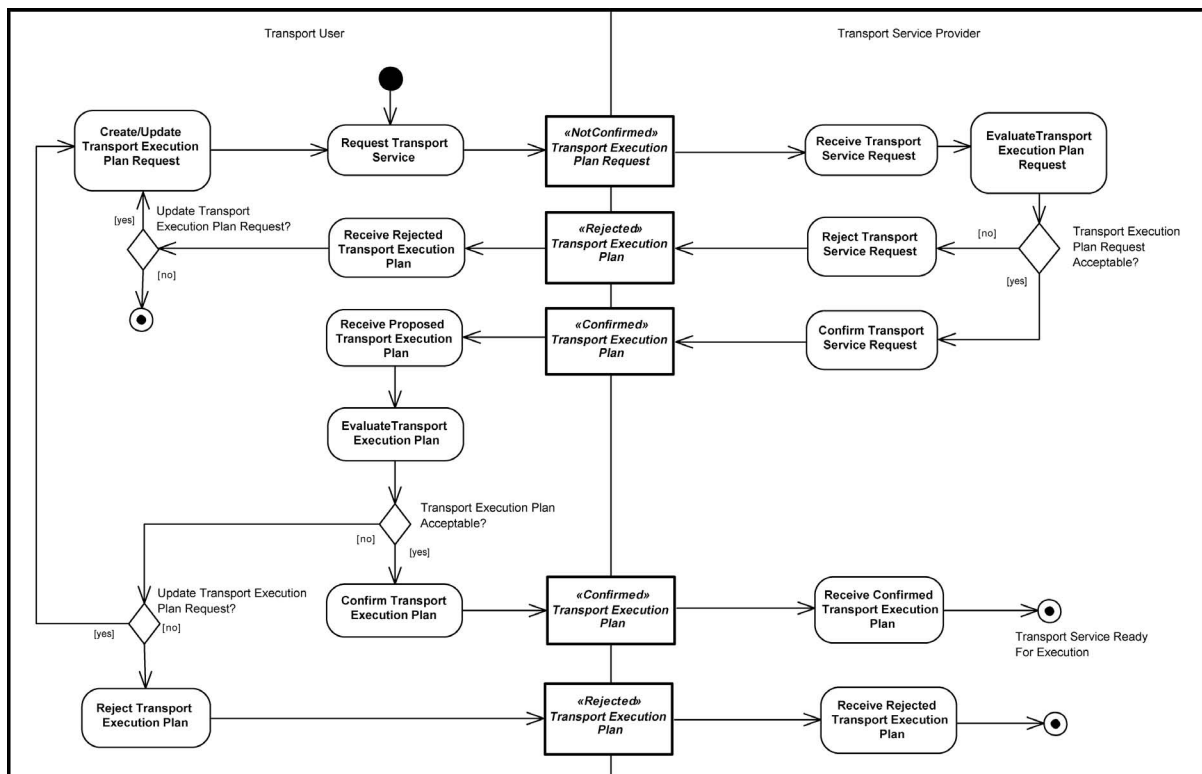 Transport User
Transport Service Provider
Create/Update
Transport Execution
Plan Request
Request Transport
Service
«NotConfirmed»
Transport Execution
Plan Request
Receive Transport
Service Request
EvaluateTransport
Execution Plan
Request
[yes]
Update Transport
Execution Plan Request?
[no]
Receive Rejected
Transport Execution
Plan
«Rejected»
Transport Execution
Plan
Reject Transport
Service Request
[no]
Transport Execution
Plan Request
Acceptable?
[yes]
Receive Proposed
Transport Execution
Plan
«Confirmed»
Transport Execution
Plan
Confirm Transport
Service Request
EvaluateTransport
Execution Plan
Transport Execution Plan
Acceptable?
[no]
[yes]
Update Transport Execution
Plan Request?
[yes]
[no]
Confirm Transport
Execution Plan
«Confirmed»
Transport Execution
Plan
Receive Confirmed
Transport Execution
Plan
Transport Service Ready
For Execution
Reject Transport
Execution Plan
«Rejected»
Transport Execution
Plan
Receive Rejected
Transport Execution
Plan